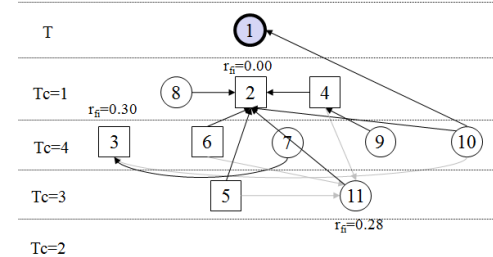 T 1
r_fi=0.00
Tc=1 8 2 4
r_fi=0.30
Tc=4 3 6 7 9 10
Tc=3 5 11
r_fi=0.28
Tc=2